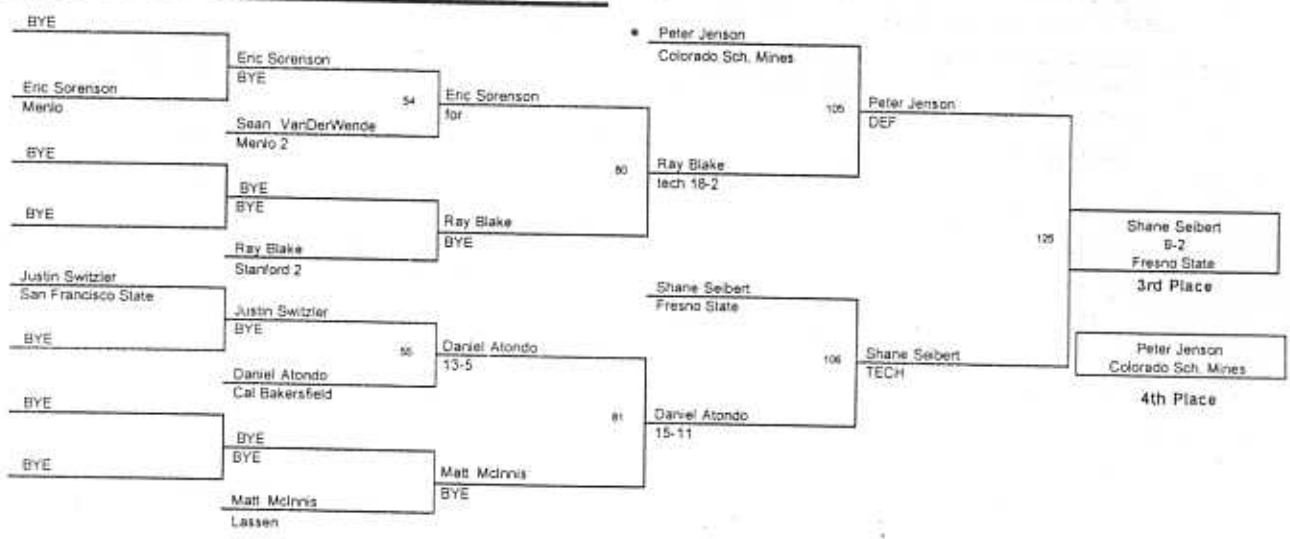 BYE
Eric Sorenson
Menlo
BYE
BYE
Justin Switzler
San Francisco State
BYE
BYE
BYE
Eric Sorenson
BYE
54
Sean VanDerWende
Menlo 2
BYE
BYE
Ray Blake
Stanford 2
Justin Switzler
BYE
55
Daniel Atondo
Cal Bakersfield
BYE
BYE
Matt McInnis
Lassen
Eric Sorenson
for
80
Ray Blake
BYE
Daniel Atondo
13-5
81
Matt McInnis
BYE
* Peter Jenson
Colorado Sch. Mines
105
Ray Blake
tech 18-2
Shane Seibert
Fresno State
106
Daniel Atondo
15-11
Peter Jenson
DEF
125
Shane Seibert
TECH
Shane Seibert
9-2
Fresno State
3rd Place
Peter Jenson
Colorado Sch. Mines
4th Place